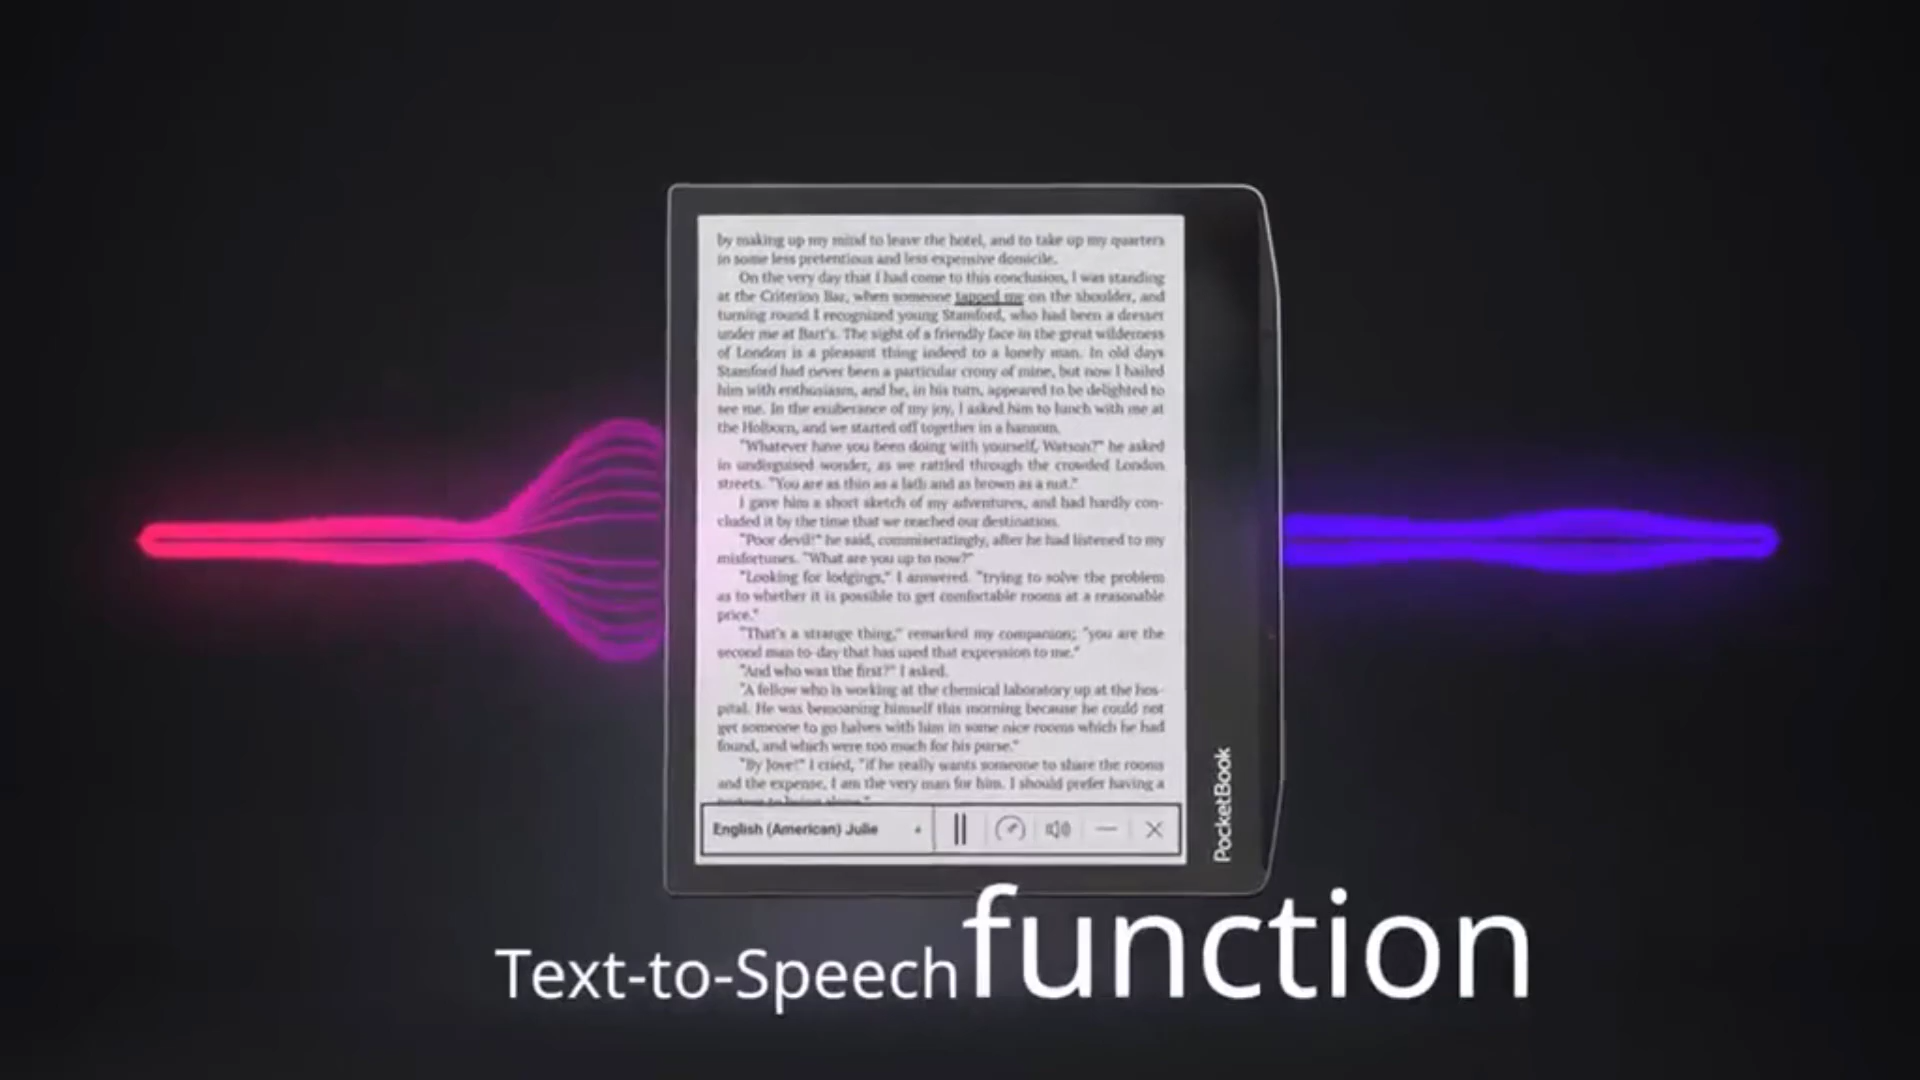 by making up my mind to leave the hotel, and to take up my quarters
in some less pretentious and less expensive domicile.
On the very day that I had come to this conclusion, I was standing
at the Criterion Bar, when someone tapped me on the shoulder, and
turning round I recognized young Stamford, who had been a dresser
under me at Bart's. The sight of a friendly face in the great wilderness
of London is a pleasant thing indeed to a lonely man. In old days
Stamford had never been a particular crony of mine, but now I hailed
him with enthusiasm, and he, in his turn, appeared to be delighted to
see me. In the exuberance of my joy, I asked him to lunch with me at
the Holborn, and we started off together in a hansom.
"Whatever have you been doing with yourself, Watson?" he asked
in undisguised wonder, as we rattled through the crowded London
streets. "You are as thin as a lath and as brown as a nut."
I gave him a short sketch of my adventures, and had hardly con-
cluded it by the time that we reached our destination.
"Poor devil!" he said, commiseratingly, after he had listened to my
misfortunes. "What are you up to now?"
"Looking for lodgings," I answered. "trying to solve the problem
as to whether it is possible to get comfortable rooms at a reasonable
price."
"That's a strange thing," remarked my companion; "you are the
second man to-day that has used that expression to me."
"And who was the first?" I asked.
"A fellow who is working at the chemical laboratory up at the hos-
pital. He was bemoaning himself this morning because he could not
get someone to go halves with him in some nice rooms which he had
found, and which were too much for his purse."
"By Jove!" I cried, "if he really wants someone to share the rooms
and the expense, I am the very man for him. I should prefer having a
English (American) Julie
PocketBook
Text-to-Speech function